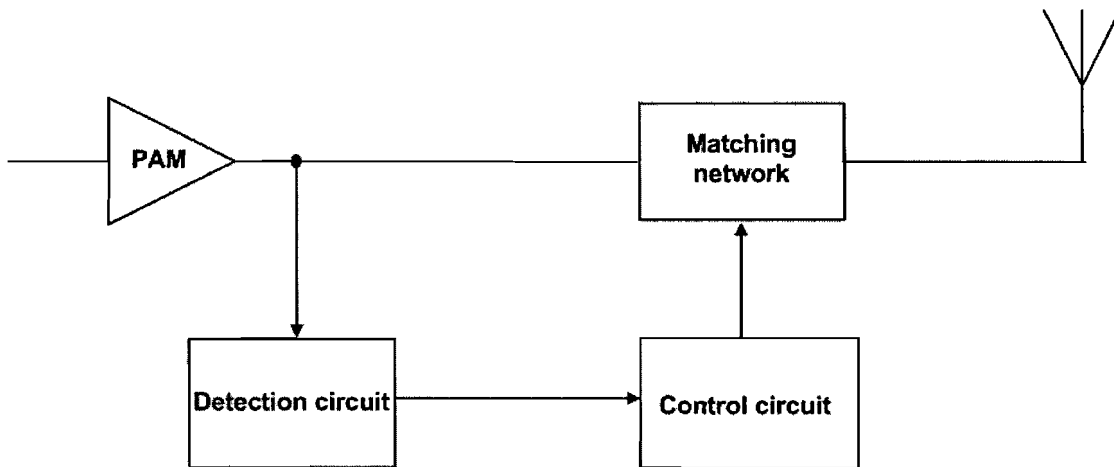 PAM
Matching
network
Detection circuit
Control circuit